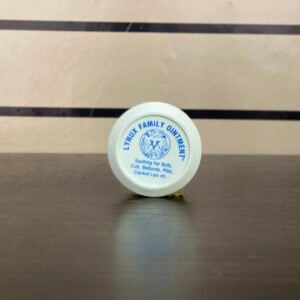 LYNUX FAMILY OINTMENT
Soothing For Boils,
Cuts, Bedsores, Piles,
Cracked Lips etc